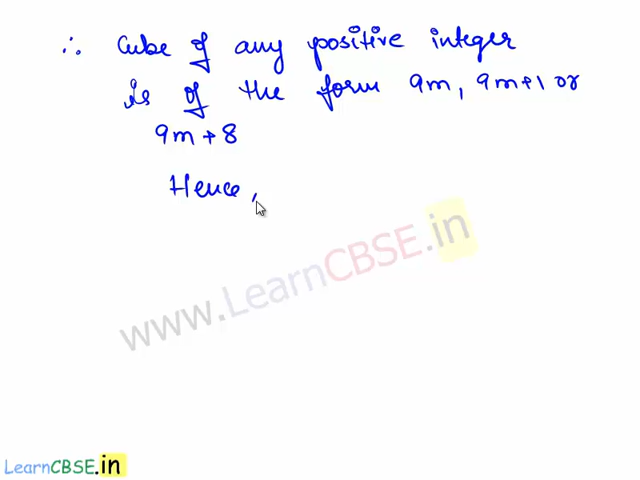 ∴ Cube of any positive integer
is of the form 9m, 9m+1 or
9m+8
Hence,
www.LearnCBSE.in
LearnCBSE.in